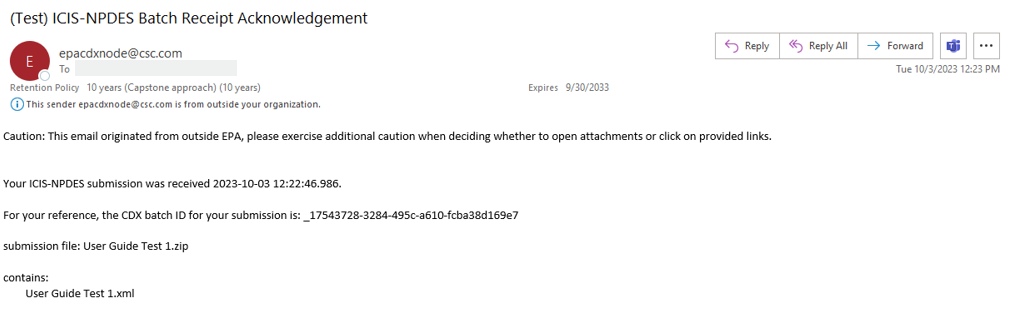 (Test) ICIS-NPDES Batch Receipt Acknowledgement
E
epacdxnode@csc.com
To
Reply
Reply All
Forward
Tue 10/3/2023 12:23 PM
Retention Policy 10 years (Capstone approach) (10 years)
Expires 9/30/2033
This sender epacdxnode@csc.com is from outside your organization.
Caution: This email originated from outside EPA, please exercise additional caution when deciding whether to open attachments or click on provided links.
Your ICIS-NPDES submission was received 2023-10-03 12:22:46.986.
For your reference, the CDX batch ID for your submission is: _17543728-3284-495c-a610-fcba38d169e7
submission file: User Guide Test 1.zip
contains:
User Guide Test 1.xml